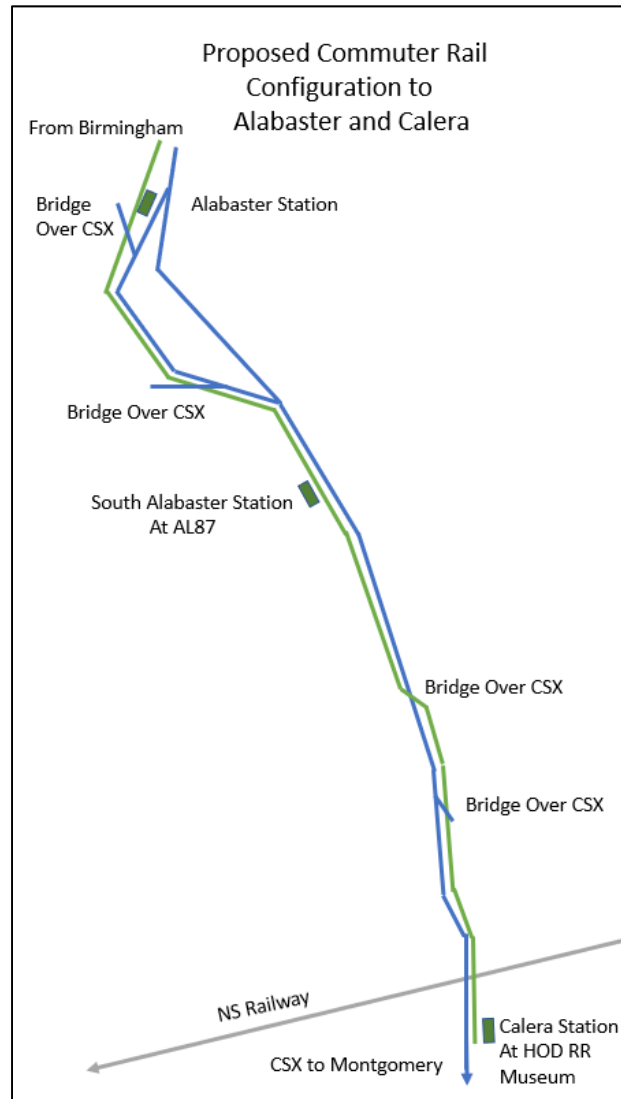 Proposed Commuter Rail
Configuration to
Alabaster and Calera
From Birmingham
Bridge
Over CSX
Alabaster Station
Bridge Over CSX
South Alabaster Station
At AL87
Bridge Over CSX
Bridge Over CSX
NS Railway
Calera Station
At HOD RR
Museum
CSX to Montgomery